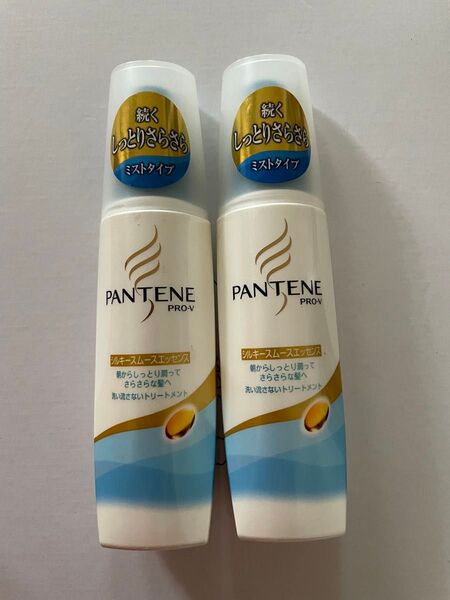 続く
しっとりさらさら
ミストタイプ
PANTENE
PRO-V
シルキースムースエッセンス
朝からしっとり潤って
さらさらな髪へ
洗い流さないトリートメント
続く
しっとりさらさら
ミストタイプ
PANTENE
PRO-V
シルキースムースエッセンス
朝からしっとり潤って
さらさらな髪へ
洗い流さないトリートメント